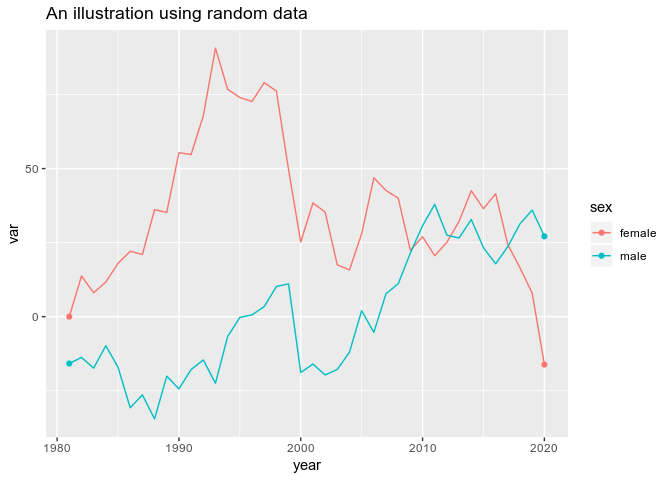 An illustration using random data
var
50
0
1980
1990
2000
2010
2020
year
sex
female
male